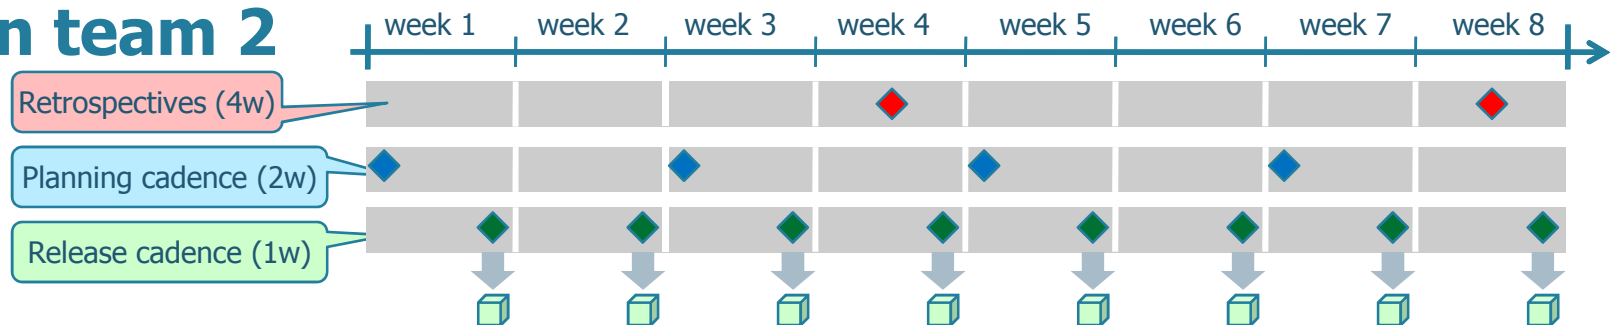 n team 2
week 1 week 2 week 3 week 4 week 5 week 6 week 7 week 8
Retrospectives (4w)
Planning cadence (2w)
Release cadence (1w)